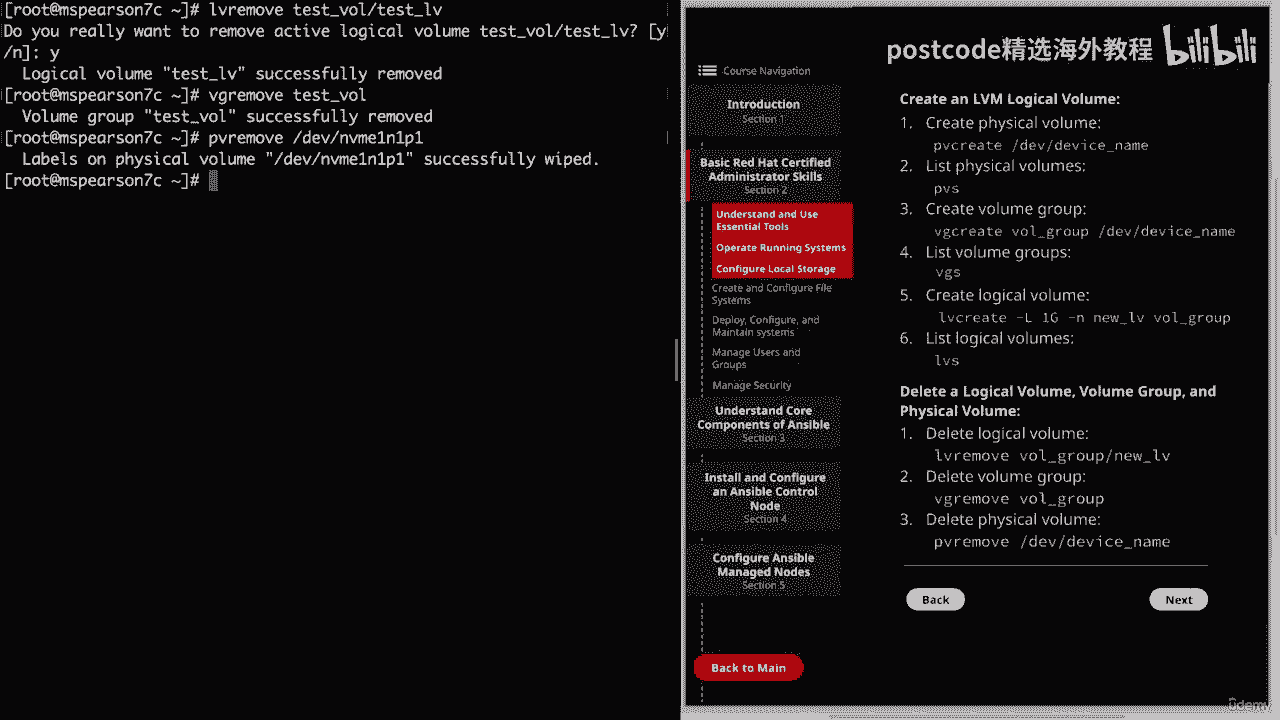 [root@mspearson7c ~]# lvremove test_vol/test_lv
Do you really want to remove active logical volume test_vol/test_lv? [y
/n]: y
  Logical volume "test_lv" successfully removed
[root@mspearson7c ~]# vgremove test_vol
  Volume group "test_vol" successfully removed
[root@mspearson7c ~]# pvremove /dev/nvme1n1p1
  Labels on physical volume "/dev/nvme1n1p1" successfully wiped.
[root@mspearson7c ~]#
postcode精选海外教程 bilibili
Course Navigation
Introduction
Section 1
Basic Red Hat Certified
Administrator Skills
Section 2
Understand and Use
Essential Tools
Operate Running Systems
Configure Local Storage
Create and Configure File
Systems
Deploy, Configure, and
Maintain systems
Manage Users and
Groups
Manage Security
Understand Core
Components of Ansible
Section 3
Install and Configure
an Ansible Control
Node
Section 4
Configure Ansible
Managed Nodes
Section 5
Back to Main
Create an LVM Logical Volume:
1. Create physical volume:
pvcreate /dev/device_name
2. List physical volumes:
pvs
3. Create volume group:
vgcreate vol_group /dev/device_name
4. List volume groups:
vgs
5. Create logical volume:
lvcreate -L 1G -n new_lv vol_group
6. List logical volumes:
lvs
Delete a Logical Volume, Volume Group, and
Physical Volume:
1. Delete logical volume:
lvremove vol_group/new_lv
2. Delete volume group:
vgremove vol_group
3. Delete physical volume:
pvremove /dev/device_name
Back
Next
udemy